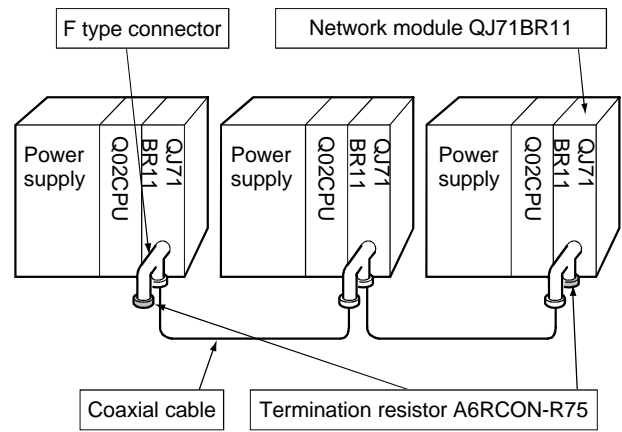 F type connector
Network module QJ71BR11
Power
supply
Q02CPU
QJ71
BR11
Power
supply
Q02CPU
QJ71
BR11
Power
supply
Q02CPU
QJ71
BR11
Coaxial cable
Termination resistor A6RCON-R75